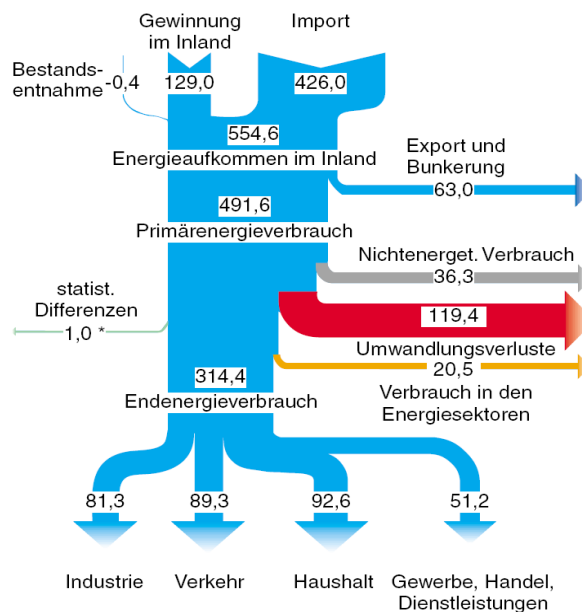 Gewinnung
im Inland
Import
Bestands-
entnahme
-0,4
129,0
426,0
554,6
Energieaufkommen im Inland
Export und
Bunkerung
63,0
491,6
Primärenergieverbrauch
Nichtenerget. Verbrauch
36,3
statist.
Differenzen
1,0 *
119,4
Umwandlungsverluste
20,5
Verbrauch in den
Energiesektoren
314,4
Endenergieverbrauch
81,3
89,3
92,6
51,2
Industrie
Verkehr
Haushalt
Gewerbe, Handel,
Dienstleistungen